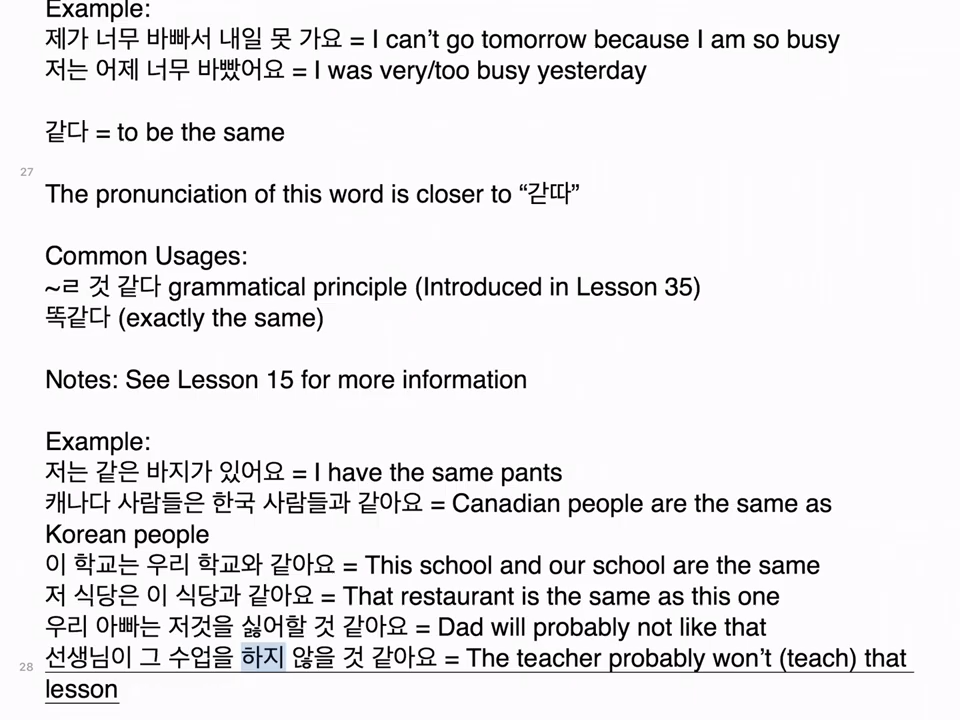 Example:
제가 너무 바빠서 내일 못 가요 = I can’t go tomorrow because I am so busy
저는 어제 너무 바빴어요 = I was very/too busy yesterday
같다 = to be the same
27
The pronunciation of this word is closer to “갇따”
Common Usages:
~ㄹ 것 같다 grammatical principle (Introduced in Lesson 35)
똑같다 (exactly the same)
Notes: See Lesson 15 for more information
Example:
저는 같은 바지가 있어요 = I have the same pants
캐나다 사람들은 한국 사람들과 같아요 = Canadian people are the same as
Korean people
이 학교는 우리 학교와 같아요 = This school and our school are the same
저 식당은 이 식당과 같아요 = That restaurant is the same as this one
우리 아빠는 저것을 싫어할 것 같아요 = Dad will probably not like that
28 선생님이 그 수업을 하지 않을 것 같아요 = The teacher probably won’t (teach) that
lesson